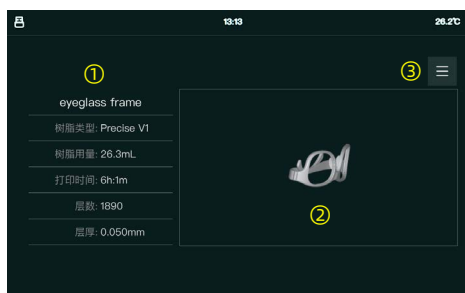 13:13
26.2℃
①
③
eyeglass frame
树脂类型: Precise V1
树脂用量: 26.3mL
打印时间: 6h:1m
层数: 1890
层厚: 0.050mm
②